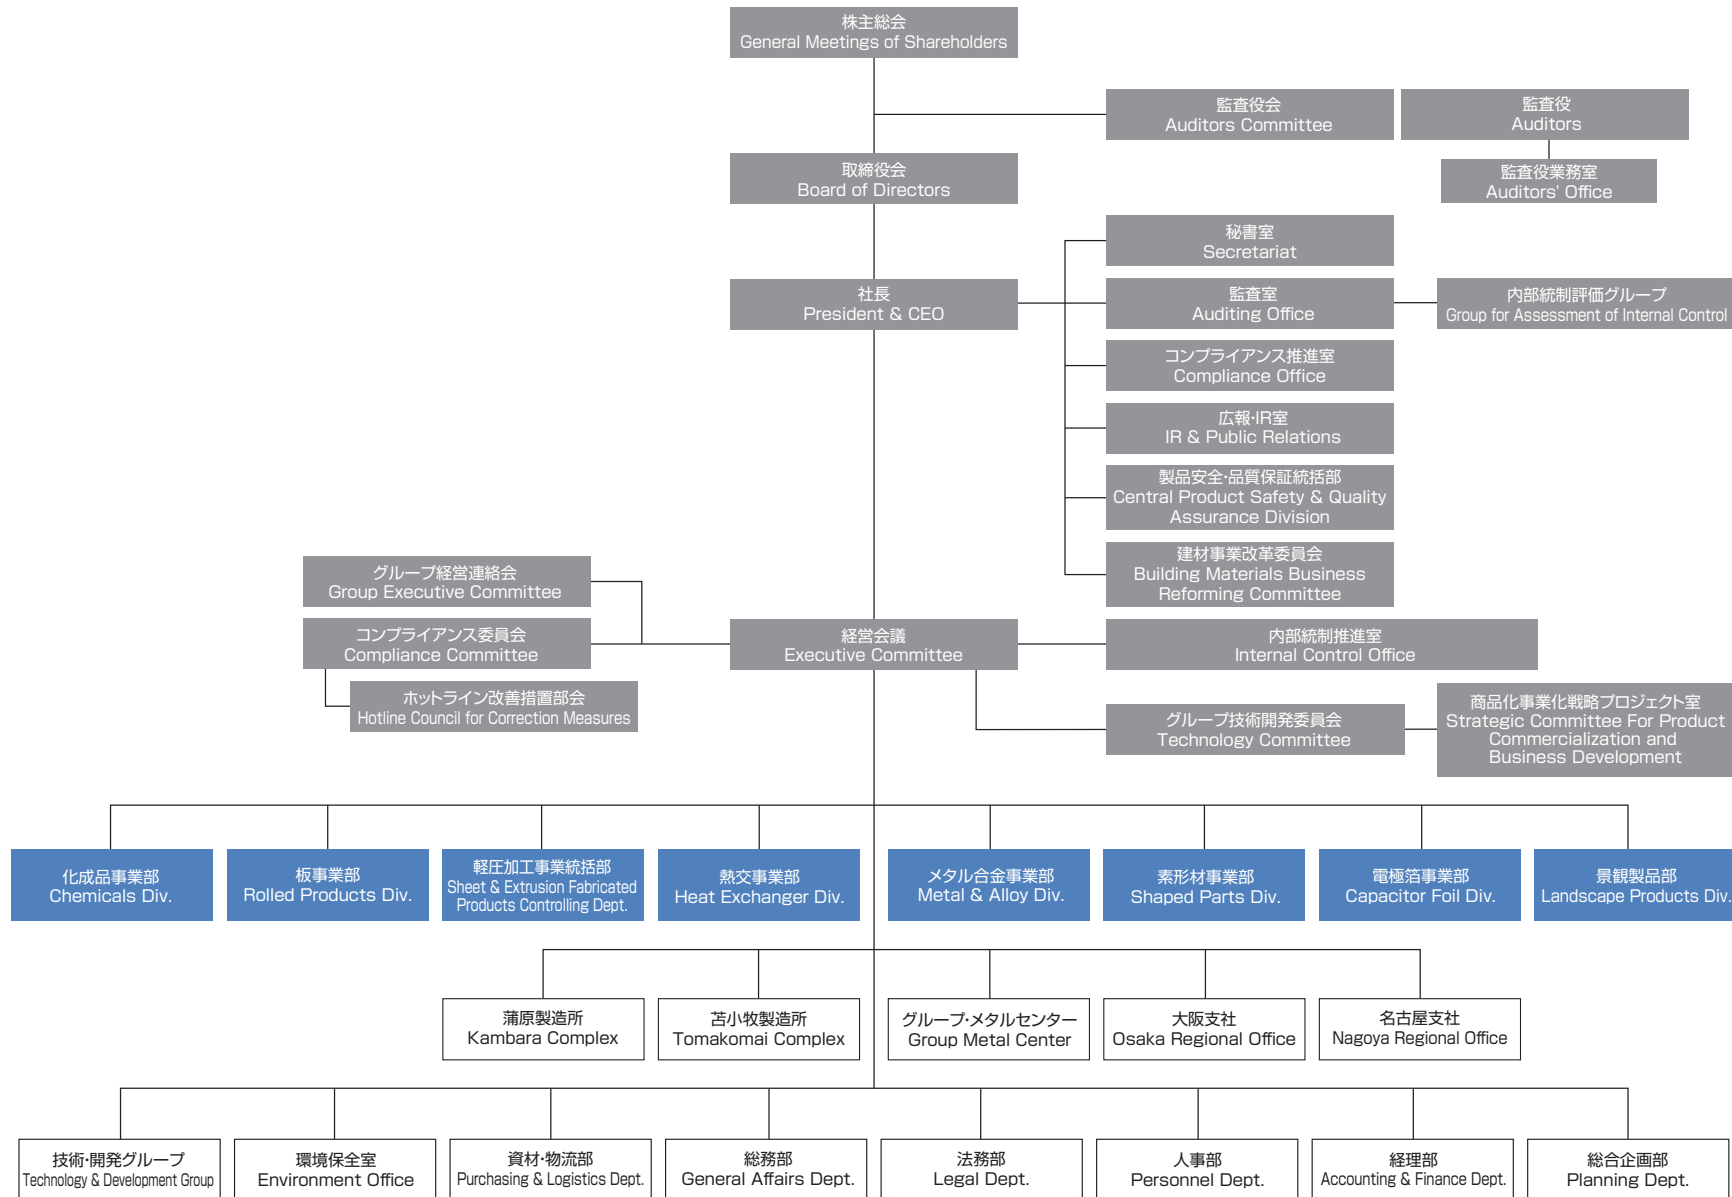 株主総会
General Meetings of Shareholders
監査役会
Auditors Committee
監査役
Auditors
取締役会
Board of Directors
監査役業務室
Auditors' Office
秘書室
Secretariat
社長
President & CEO
監査室
Auditing Office
内部統制評価グループ
Group for Assessment of Internal Control
コンプライアンス推進室
Compliance Office
広報・IR室
IR & Public Relations
製品安全・品質保証統括部
Central Product Safety & Quality
Assurance Division
建材事業改革委員会
Building Materials Business
Reforming Committee
グループ経営連絡会
Group Executive Committee
コンプライアンス委員会
Compliance Committee
経営会議
Executive Committee
内部統制推進室
Internal Control Office
ホットライン改善措置部会
Hotline Council for Correction Measures
グループ技術開発委員会
Technology Committee
商品化事業化戦略プロジェクト室
Strategic Committee For Product
Commercialization and
Business Development
化成品事業部
Chemicals Div.
板事業部
Rolled Products Div.
軽圧加工事業統括部
Sheet & Extrusion Fabricated
Products Controlling Dept.
熱交事業部
Heat Exchanger Div.
メタル合金事業部
Metal & Alloy Div.
素形材事業部
Shaped Parts Div.
電極箔事業部
Capacitor Foil Div.
景観製品部
Landscape Products Div.
蒲原製造所
Kambara Complex
苫小牧製造所
Tomakomai Complex
グループ・メタルセンター
Group Metal Center
大阪支社
Osaka Regional Office
名古屋支社
Nagoya Regional Office
技術・開発グループ
Technology & Development Group
環境保全室
Environment Office
資材・物流部
Purchasing & Logistics Dept.
総務部
General Affairs Dept.
法務部
Legal Dept.
人事部
Personnel Dept.
経理部
Accounting & Finance Dept.
総合企画部
Planning Dept.